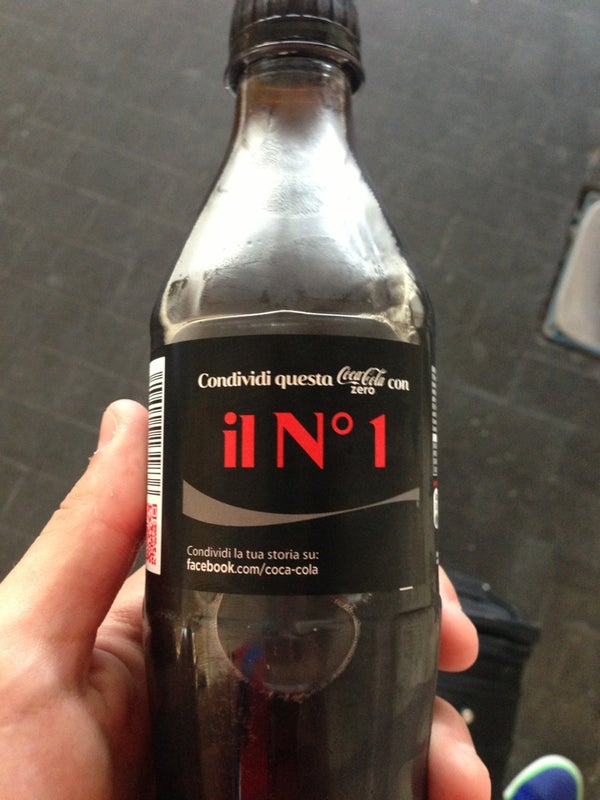 Condividi questa Coca-Cola zero con
il N° 1
Condividi la tua storia su:
facebook.com/coca-cola